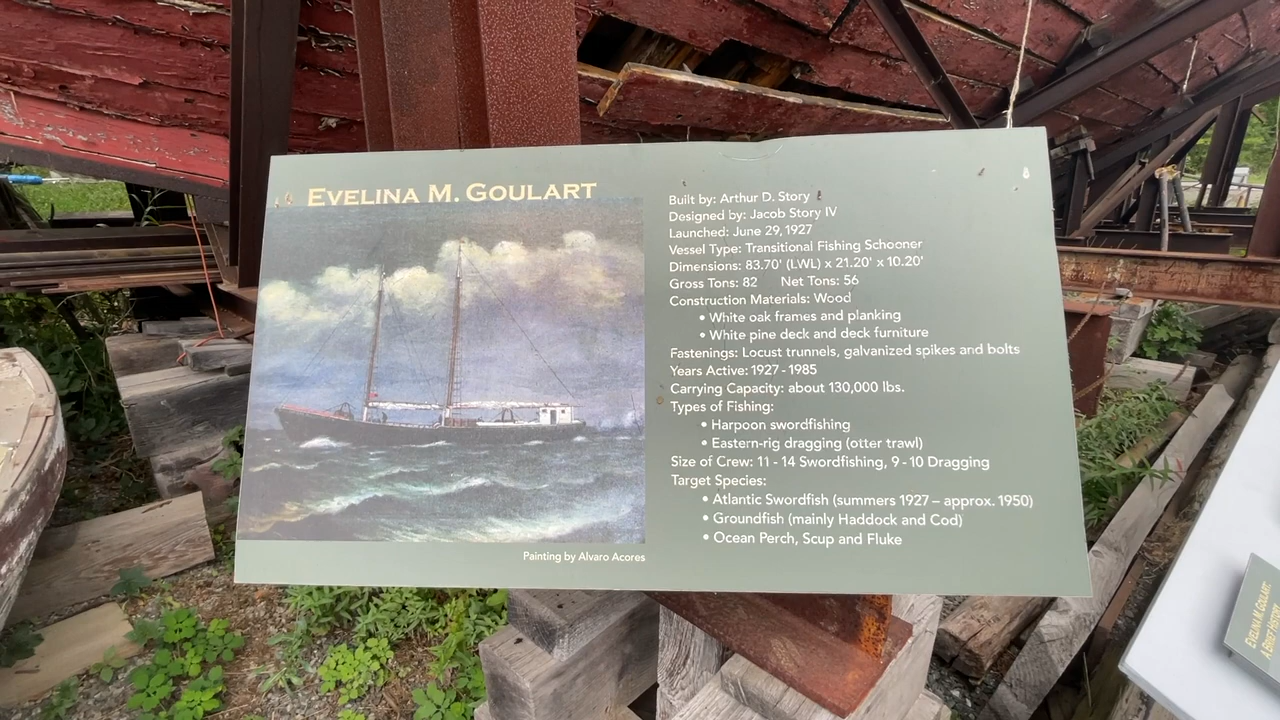 EVELINA M. GOULART
Built by: Arthur D. Story
Designed by: Jacob Story IV
Launched: June 29, 1927
Vessel Type: Transitional Fishing Schooner
Dimensions: 83.70' (LWL) x 21.20' x 10.20'
Gross Tons: 82 Net Tons: 56
Construction Materials: Wood
• White oak frames and planking
• White pine deck and deck furniture
Fastenings: Locust trunnels, galvanized spikes and bolts
Years Active: 1927 - 1985
Carrying Capacity: about 130,000 lbs.
Types of Fishing:
• Harpoon swordfishing
• Eastern-rig dragging (otter trawl)
Size of Crew: 11 - 14 Swordfishing, 9 - 10 Dragging
Target Species:
• Atlantic Swordfish (summers 1927 – approx. 1950)
• Groundfish (mainly Haddock and Cod)
• Ocean Perch, Scup and Fluke
Painting by Alvaro Acores
EVELINA M. GOULART:
A BRIEF HISTORY